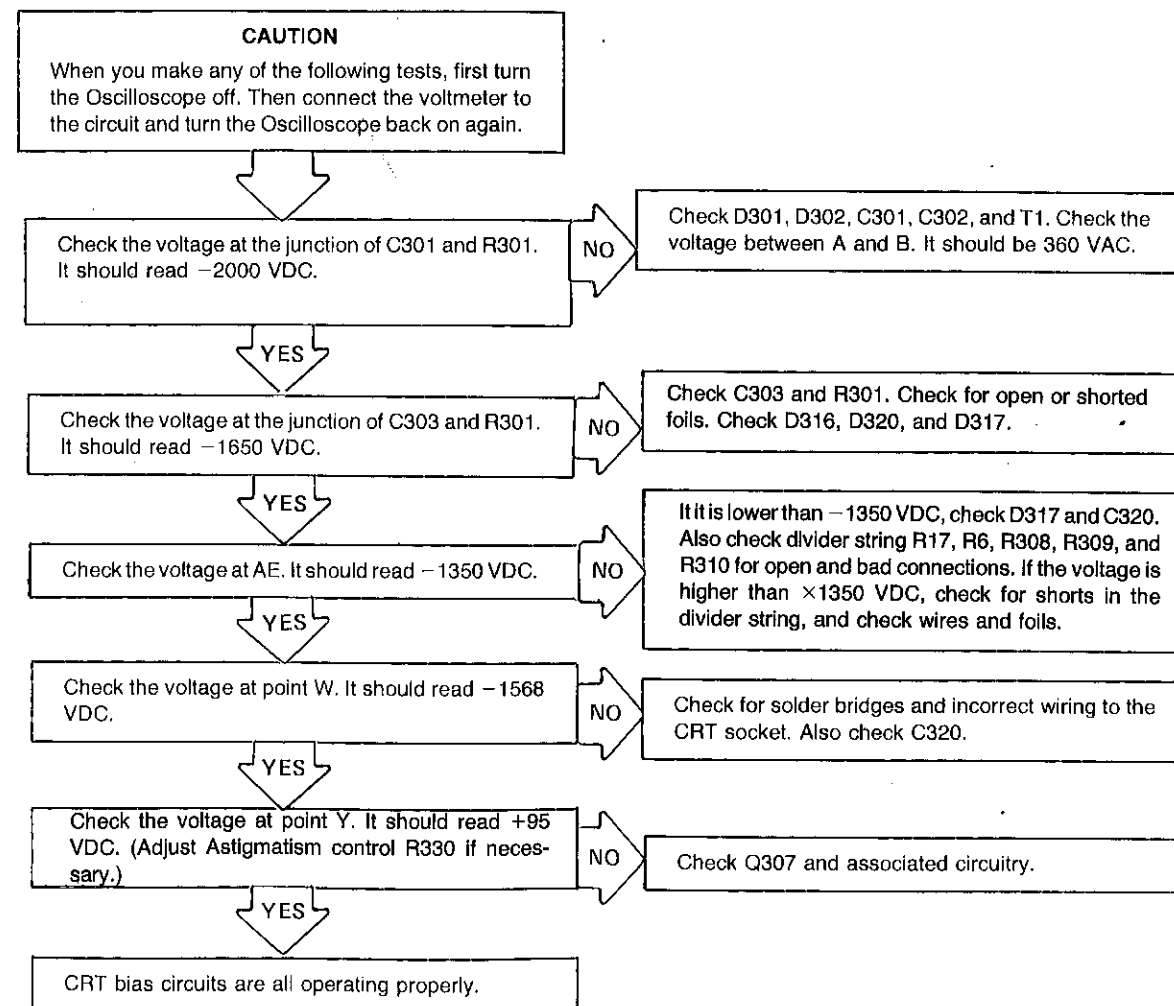 CAUTION
When you make any of the following tests, first turn
the Oscilloscope off. Then connect the voltmeter to
the circuit and turn the Oscilloscope back on again.
Check the voltage at the junction of C301 and R301.
It should read −2000 VDC.
NO
Check D301, D302, C301, C302, and T1. Check the
voltage between A and B. It should be 360 VAC.
YES
Check the voltage at the junction of C303 and R301.
It should read −1650 VDC.
NO
Check C303 and R301. Check for open or shorted
foils. Check D316, D320, and D317.
YES
Check the voltage at AE. It should read −1350 VDC.
NO
It it is lower than −1350 VDC, check D317 and C320.
Also check divider string R17, R6, R308, R309, and
R310 for open and bad connections. If the voltage is
higher than ×1350 VDC, check for shorts in the
divider string, and check wires and foils.
YES
Check the voltage at point W. It should read −1568
VDC.
NO
Check for solder bridges and incorrect wiring to the
CRT socket. Also check C320.
YES
Check the voltage at point Y. It should read +95
VDC. (Adjust Astigmatism control R330 if neces-
sary.)
NO
Check Q307 and associated circuitry.
YES
CRT bias circuits are all operating properly.